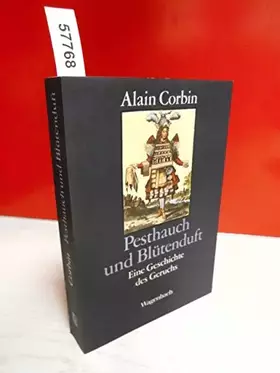 57768
Alain Corbin
Pesthauch
und Blütenduft
Eine Geschichte
des Geruchs
Wagenbach
Corbin Pesthauch und Blütenduft